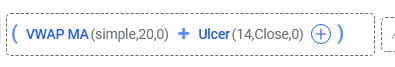 ( VWAP MA(simple,20,0) + Ulcer(14,Close,0) + )